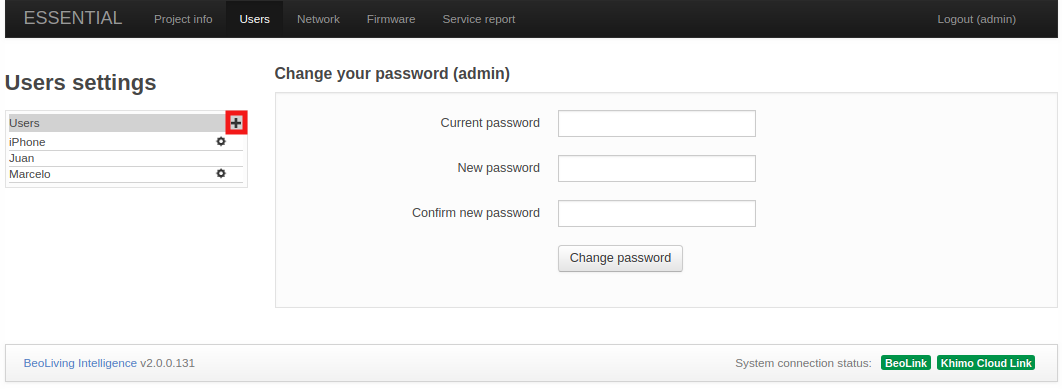 ESSENTIAL Project info Users Network Firmware Service report Logout (admin)
Users settings
Users
iPhone
Juan
Marcelo
Change your password (admin)
Current password
New password
Confirm new password
Change password
BeoLiving Intelligence v2.0.0.131 System connection status: BeoLink Khimo Cloud Link